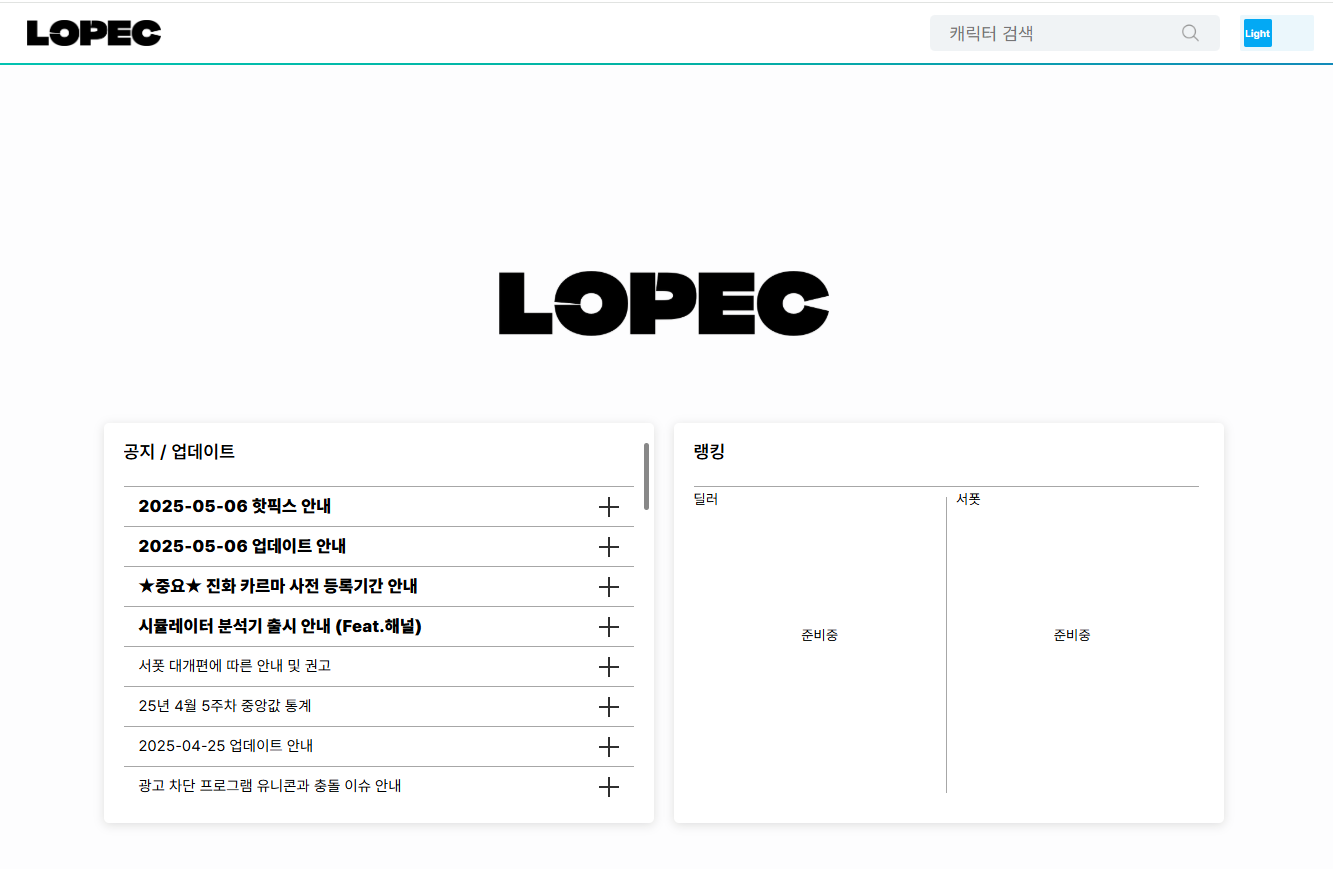 LOPEC
캐릭터 검색
Light
LOPEC
공지 / 업데이트
2025-05-06 핫픽스 안내
2025-05-06 업데이트 안내
★중요★ 진화 카르마 사전 등록기간 안내
시뮬레이터 분석기 출시 안내 (Feat.해널)
서폿 대개편에 따른 안내 및 권고
25년 4월 5주차 중앙값 통계
2025-04-25 업데이트 안내
광고 차단 프로그램 유니콘과 충돌 이슈 안내
랭킹
딜러
서폿
준비중
준비중